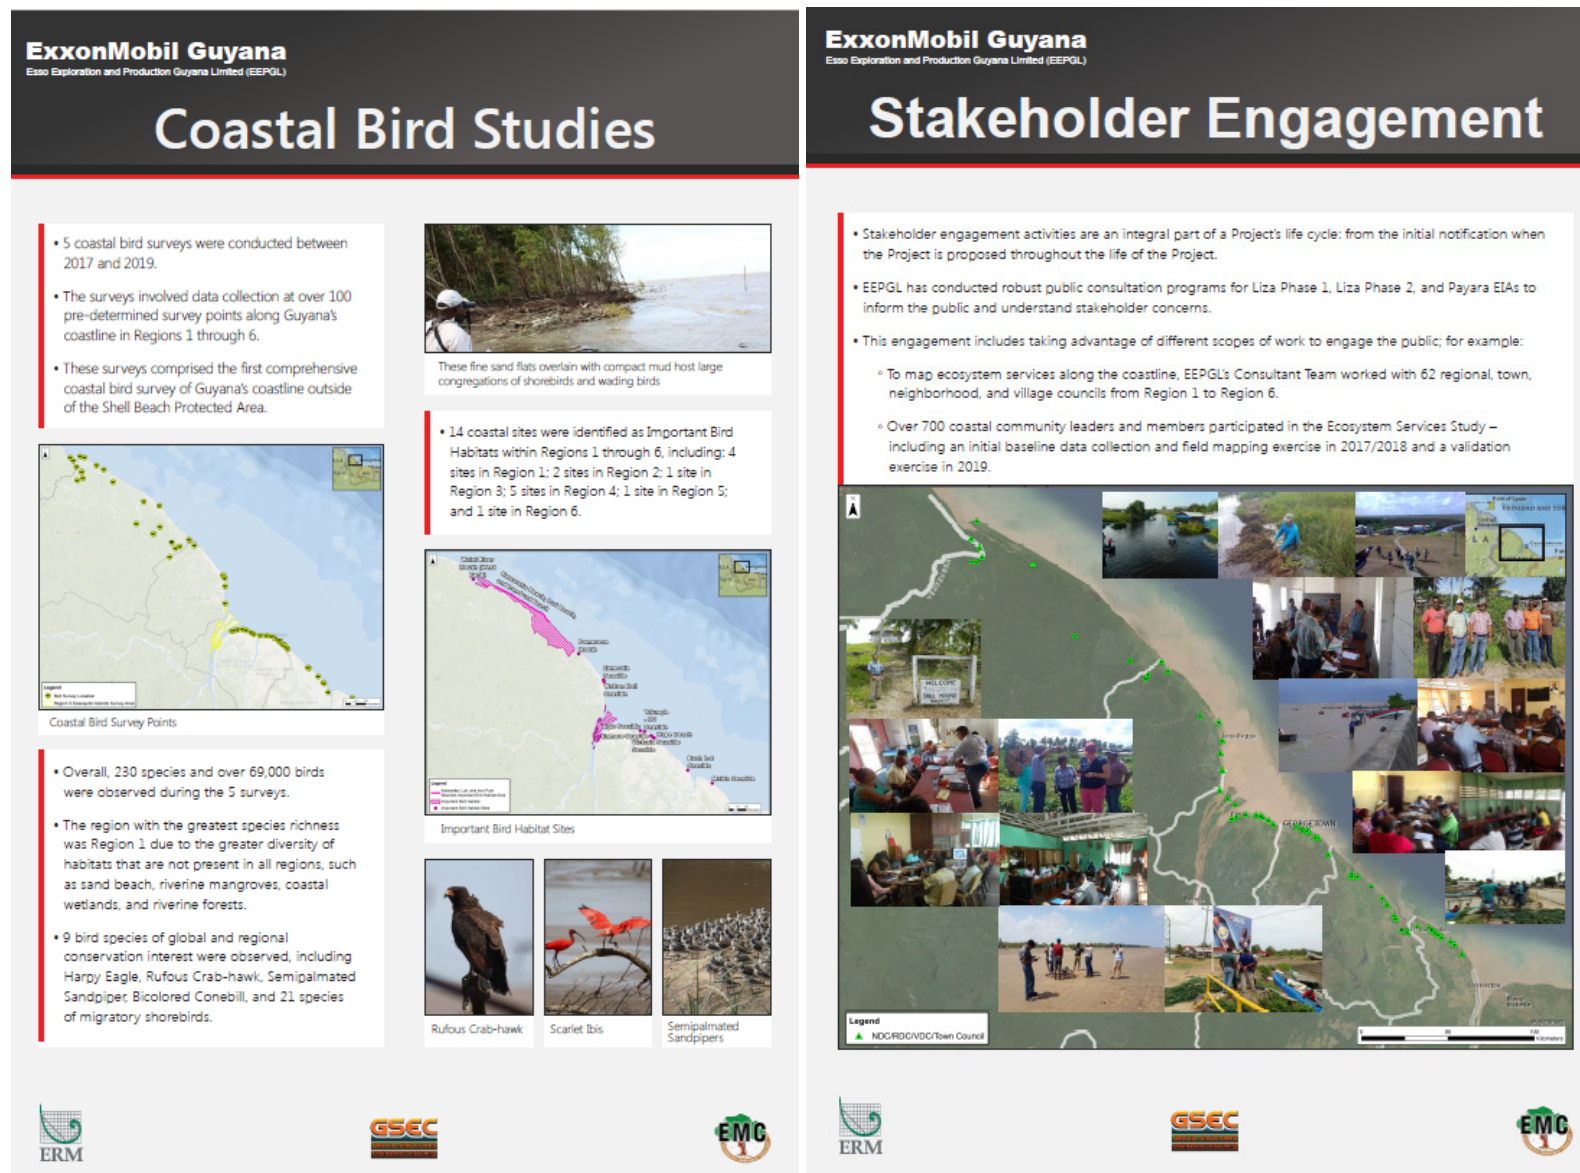 ExxonMobil Guyana
Esso Exploration and Production Guyana Limited (EEPGL)
Coastal Bird Studies
• 5 coastal bird surveys were conducted between
2017 and 2019.
• The surveys involved data collection at over 100
pre-determined survey points along Guyana's
coastline in Regions 1 through 6.
• These surveys comprised the first comprehensive
coastal bird survey of Guyana's coastline outside
of the Shell Beach Protected Area.
Legend
Bird Survey Location
Coastal Bird Survey Points
• Overall, 230 species and over 69,000 birds
were observed during the 5 surveys.
• The region with the greatest species richness
was Region 1 due to the greater diversity of
habitats that are not present in all regions, such
as sand beach, riverine mangroves, coastal
wetlands, and riverine forests.
• 9 bird species of global and regional
conservation interest were observed, including
Harpy Eagle, Rufous Crab-hawk, Semipalmated
Sandpiper, Bicolored Conebill, and 21 species
of migratory shorebirds.
These fine sand flats overlain with compact mud host large
congregations of shorebirds and wading birds
• 14 coastal sites were identified as Important Bird
Habitats within Regions 1 through 6, including: 4
sites in Region 1; 2 sites in Region 2; 1 site in
Region 3; 5 sites in Region 4; 1 site in Region 5;
and 1 site in Region 6.
Legend
Important Bird Habitat
Important Bird Habitat Sites
Rufous Crab-hawk
Scarlet Ibis
Semipalmated
Sandpipers
ERM
GSEC
EMC
ExxonMobil Guyana
Esso Exploration and Production Guyana Limited (EEPGL)
Stakeholder Engagement
• Stakeholder engagement activities are an integral part of a Project's life cycle: from the initial notification when
the Project is proposed throughout the life of the Project.
• EEPGL has conducted robust public consultation programs for Liza Phase 1, Liza Phase 2, and Payara EIAs to
inform the public and understand stakeholder concerns.
• This engagement includes taking advantage of different scopes of work to engage the public; for example:
° To map ecosystem services along the coastline, EEPGL's Consultant Team worked with 62 regional, town,
neighborhood, and village councils from Region 1 to Region 6.
° Over 700 coastal community leaders and members participated in the Ecosystem Services Study –
including an initial baseline data collection and field mapping exercise in 2017/2018 and a validation
exercise in 2019.
WELCOME
GEORGETOWN
Legend
NDC/RDC/VDC/Town Council
Kilometers
ERM
GSEC
EMC